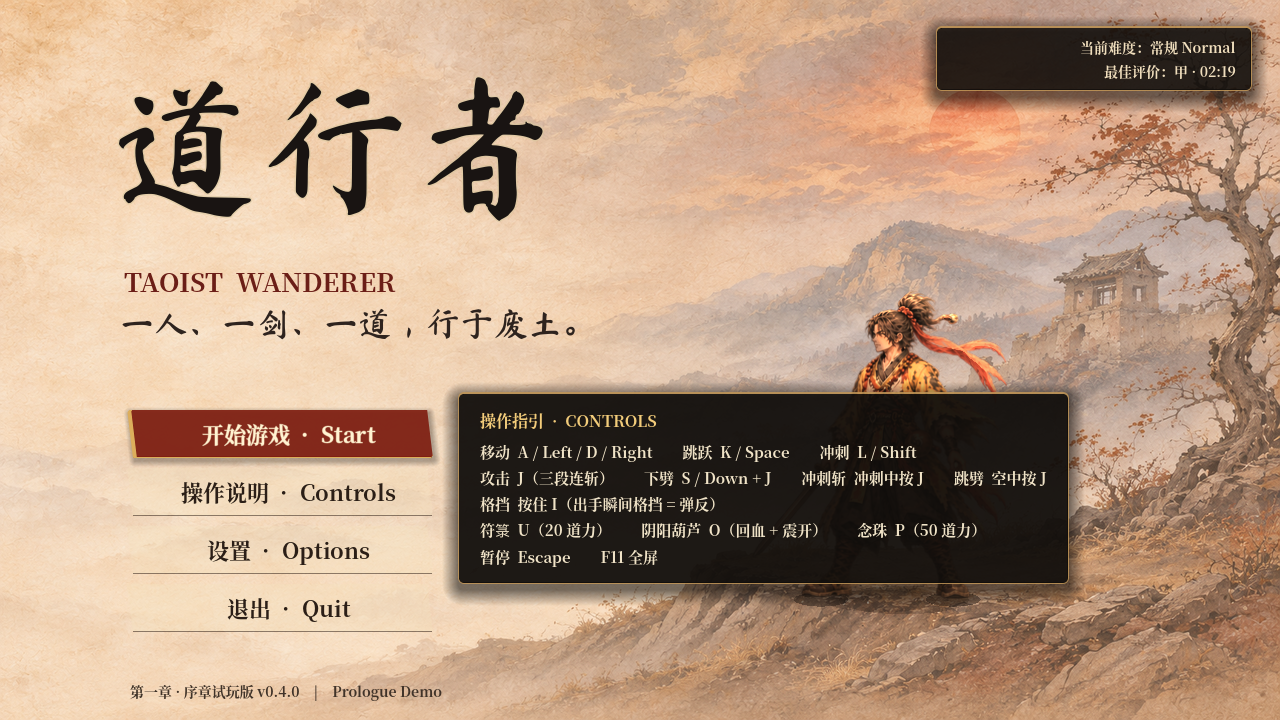 当前难度：常规 Normal
最佳评价：甲 · 02:19
道行者
TAOIST WANDERER
一人、一剑、一道，行于废土。
开始游戏 · Start
操作说明 · Controls
设置 · Options
退出 · Quit
操作指引 · CONTROLS
移动 A / Left / D / Right 跳跃 K / Space 冲刺 L / Shift
攻击 J（三段连斩） 下劈 S / Down + J 冲刺斩 冲刺中按 J 跳劈 空中按 J
格挡 按住 I（出手瞬间格挡 = 弹反）
符箓 U（20 道力） 阴阳葫芦 O（回血 + 震开） 念珠 P（50 道力）
暂停 Escape F11 全屏
第一章 · 序章试玩版 v0.4.0 | Prologue Demo